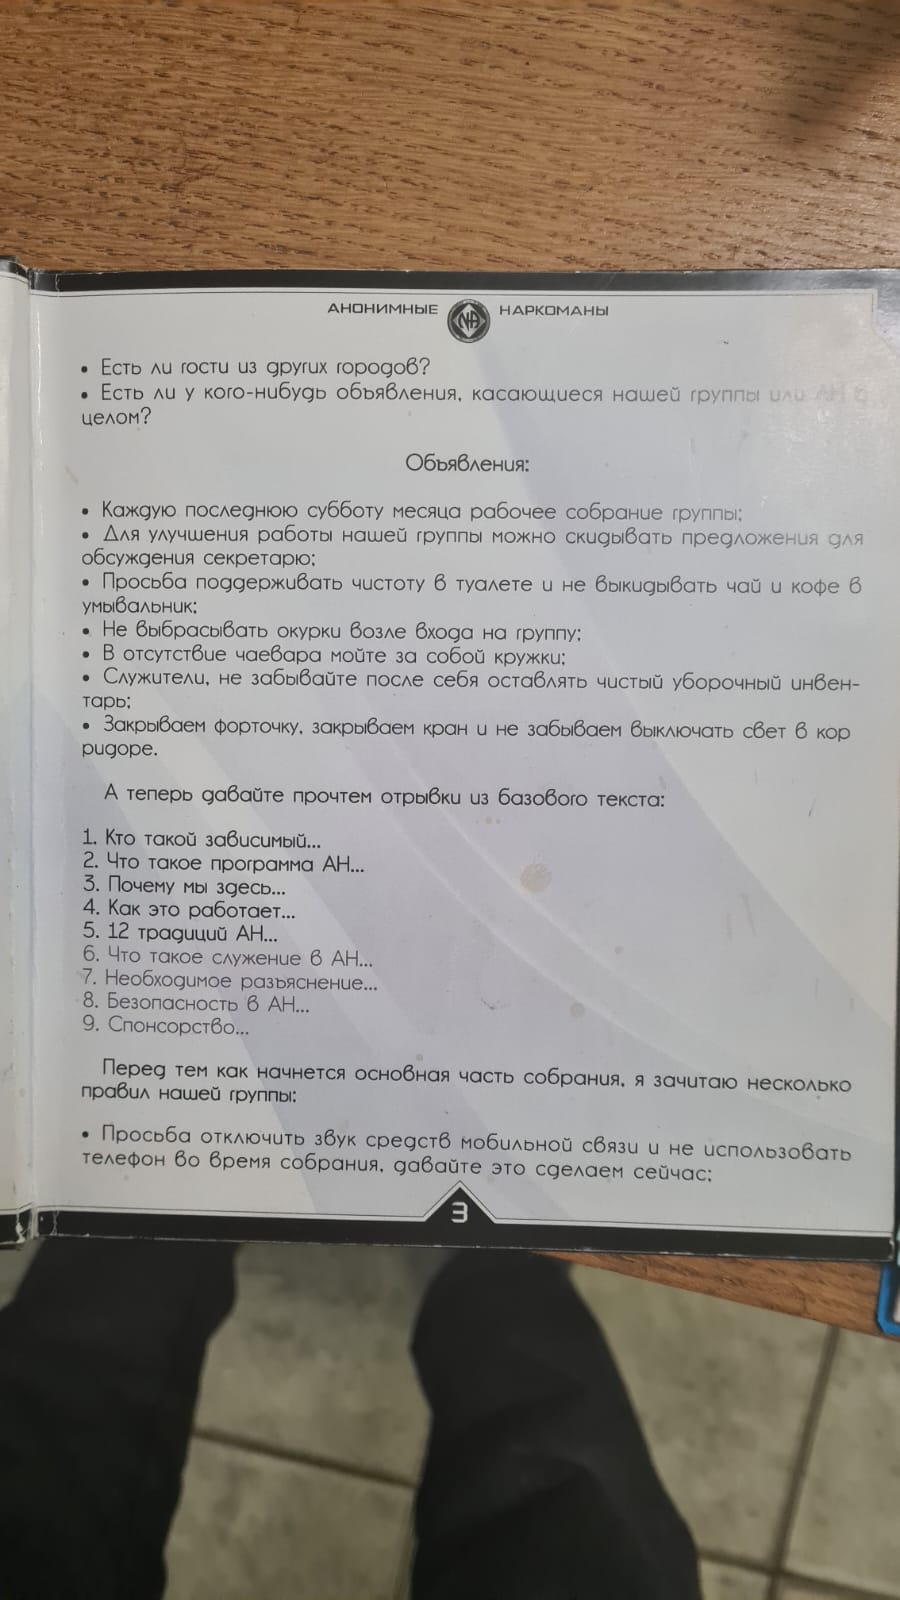 АНОНИМНЫЕ NA НАРКОМАНЫ
• Есть ли гости из других городов?
• Есть ли у кого-нибудь объявления, касающиеся нашей группы или АН в
целом?
Объявления:
• Каждую последнюю субботу месяца рабочее собрание группы;
• Для улучшения работы нашей группы можно скидывать предложения для
обсуждения секретарю;
• Просьба поддерживать чистоту в туалете и не выкидывать чай и кофе в
умывальник;
• Не выбрасывать окурки возле входа на группу;
• В отсутствие чаевара мойте за собой кружки;
• Служители, не забывайте после себя оставлять чистый уборочный инвен-
тарь;
• Закрываем форточку, закрываем кран и не забываем выключать свет в кор
ридоре.
А теперь давайте прочтем отрывки из базового текста:
1. Кто такой зависимый...
2. Что такое программа АН...
3. Почему мы здесь...
4. Как это работает...
5. 12 традиций АН...
6. Что такое служение в АН...
7. Необходимое разъяснение...
8. Безопасность в АН...
9. Спонсорство...
Перед тем как начнется основная часть собрания, я зачитаю несколько
правил нашей группы:
• Просьба отключить звук средств мобильной связи и не использовать
телефон во время собрания, давайте это сделаем сейчас;
3